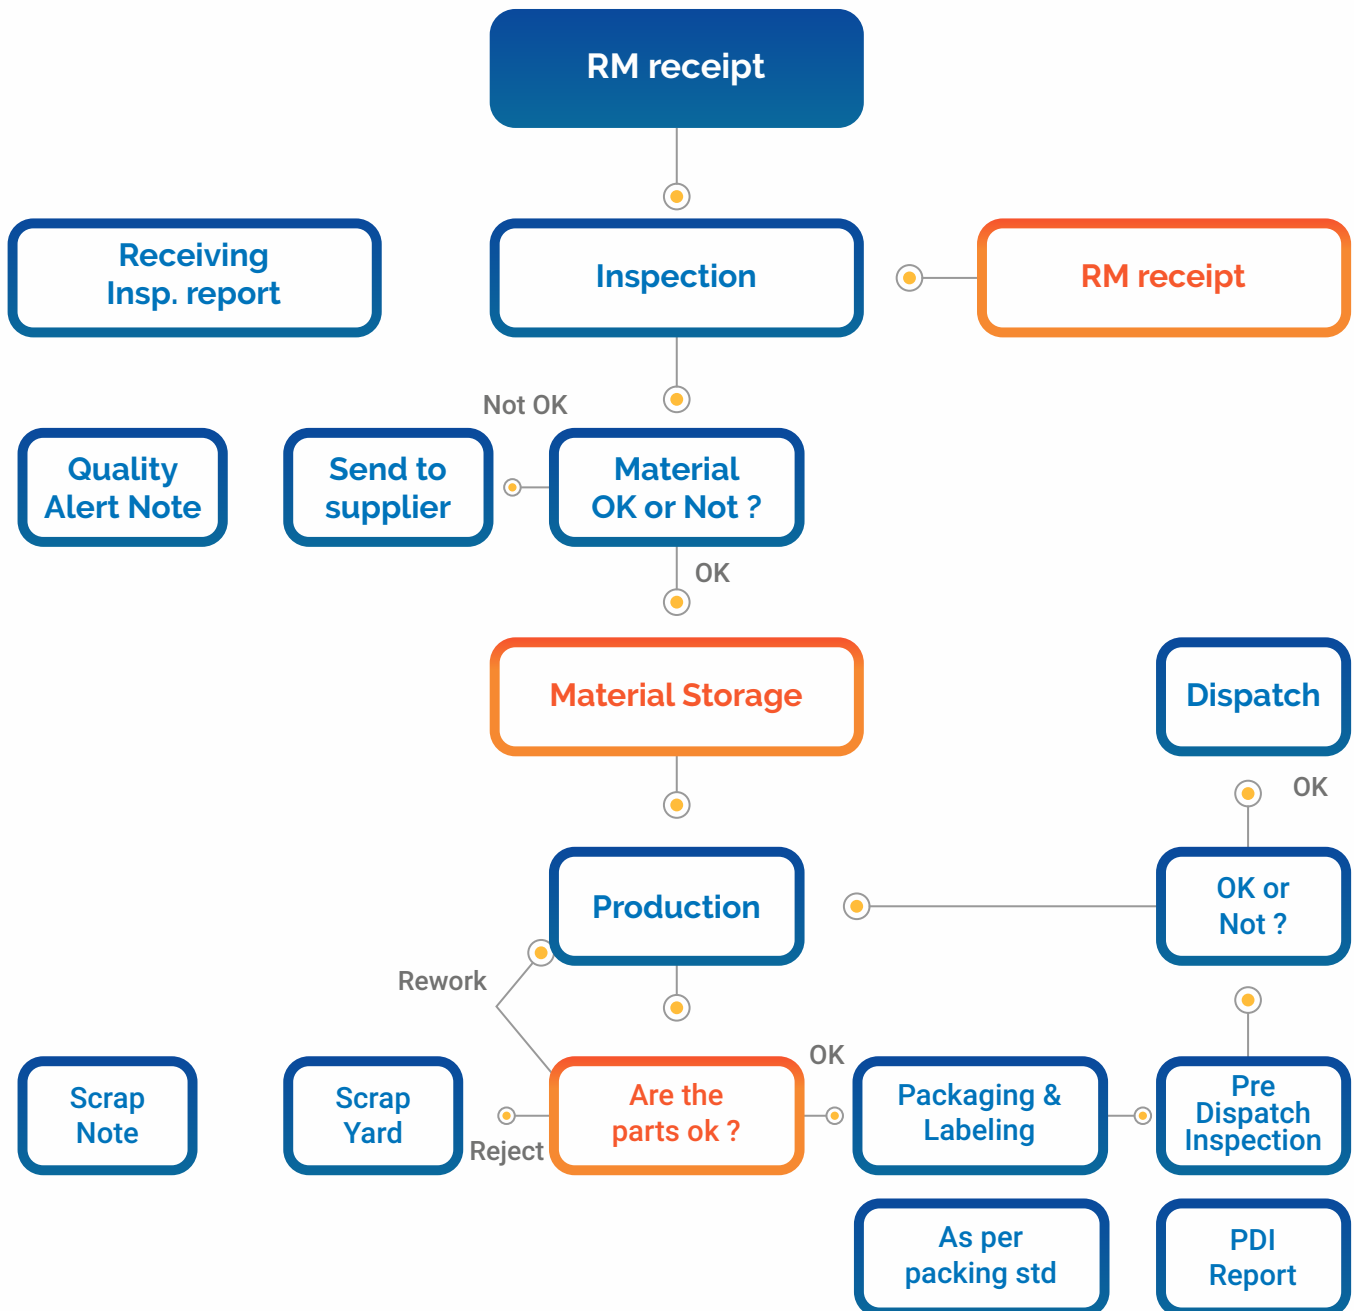 RM receipt
Receiving
Insp. report
Inspection
RM receipt
Not OK
Quality
Alert Note
Send to
supplier
Material
OK or Not ?
OK
Material Storage
Dispatch
OK
Production
OK or
Not ?
Rework
Scrap
Note
Scrap
Yard
Reject
Are the
parts ok ?
OK
Packaging &
Labeling
Pre
Dispatch
Inspection
As per
packing std
PDI
Report